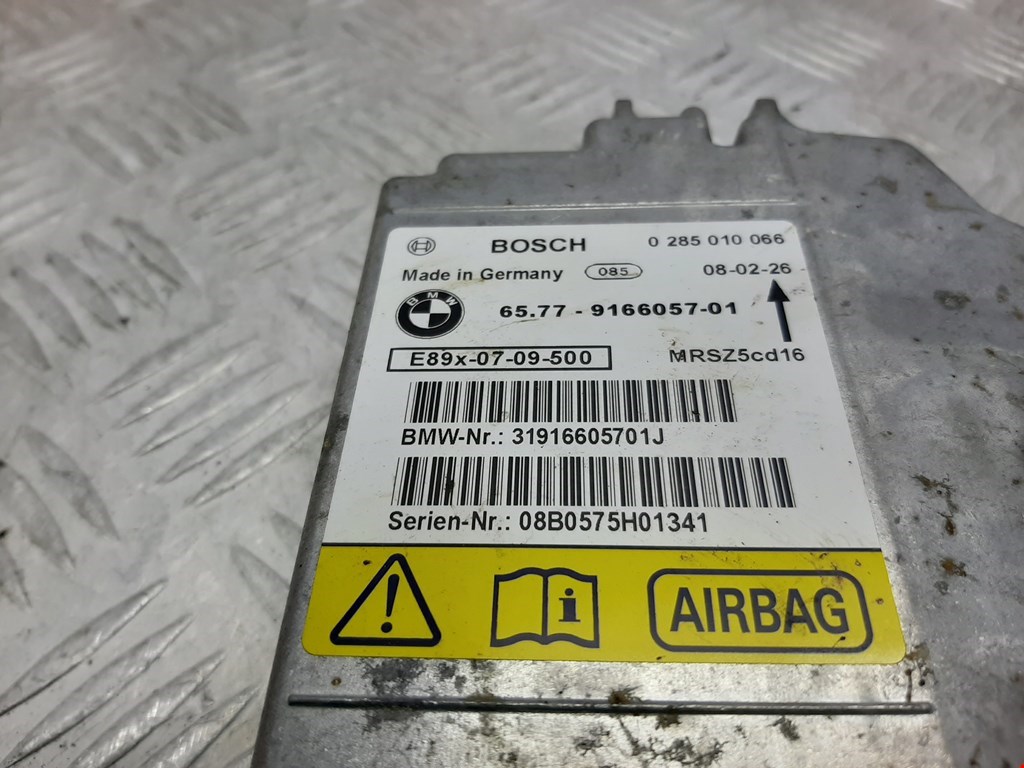 BOSCH 0 285 010 066
Made in Germany 085 08-02-26
BMW
65.77 - 9166057-01
E89x-07-09-500 MRSZ5cd16
BMW-Nr.: 31916605701J
Serien-Nr.: 08B0575H01341
! i AIRBAG